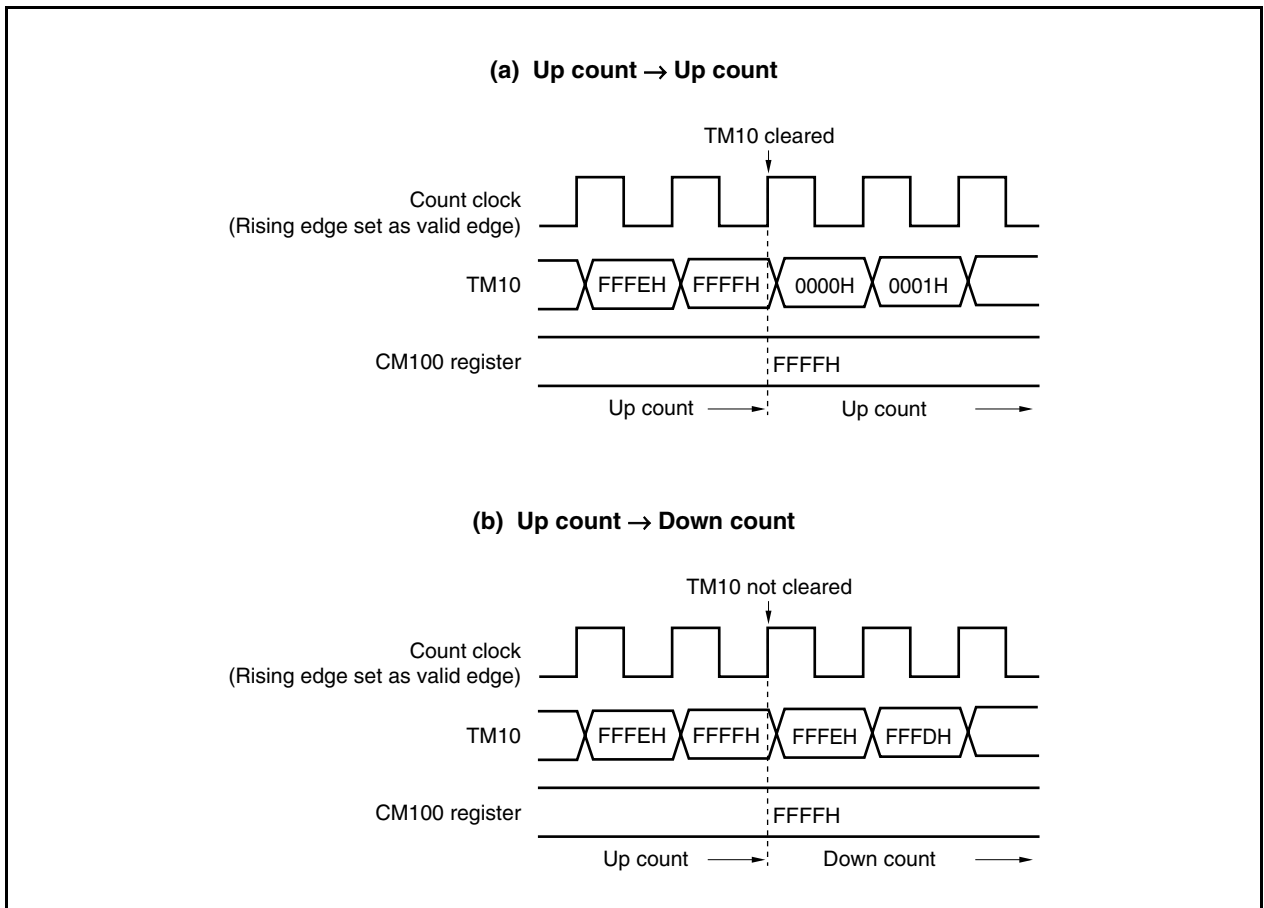 (a) Up count → Up count
TM10 cleared
Count clock
(Rising edge set as valid edge)
TM10
FFFEH FFFFH 0000H 0001H
CM100 register
FFFFH
Up count Up count
(b) Up count → Down count
TM10 not cleared
Count clock
(Rising edge set as valid edge)
TM10
FFFEH FFFFH FFFEH FFFDH
CM100 register
FFFFH
Up count Down count